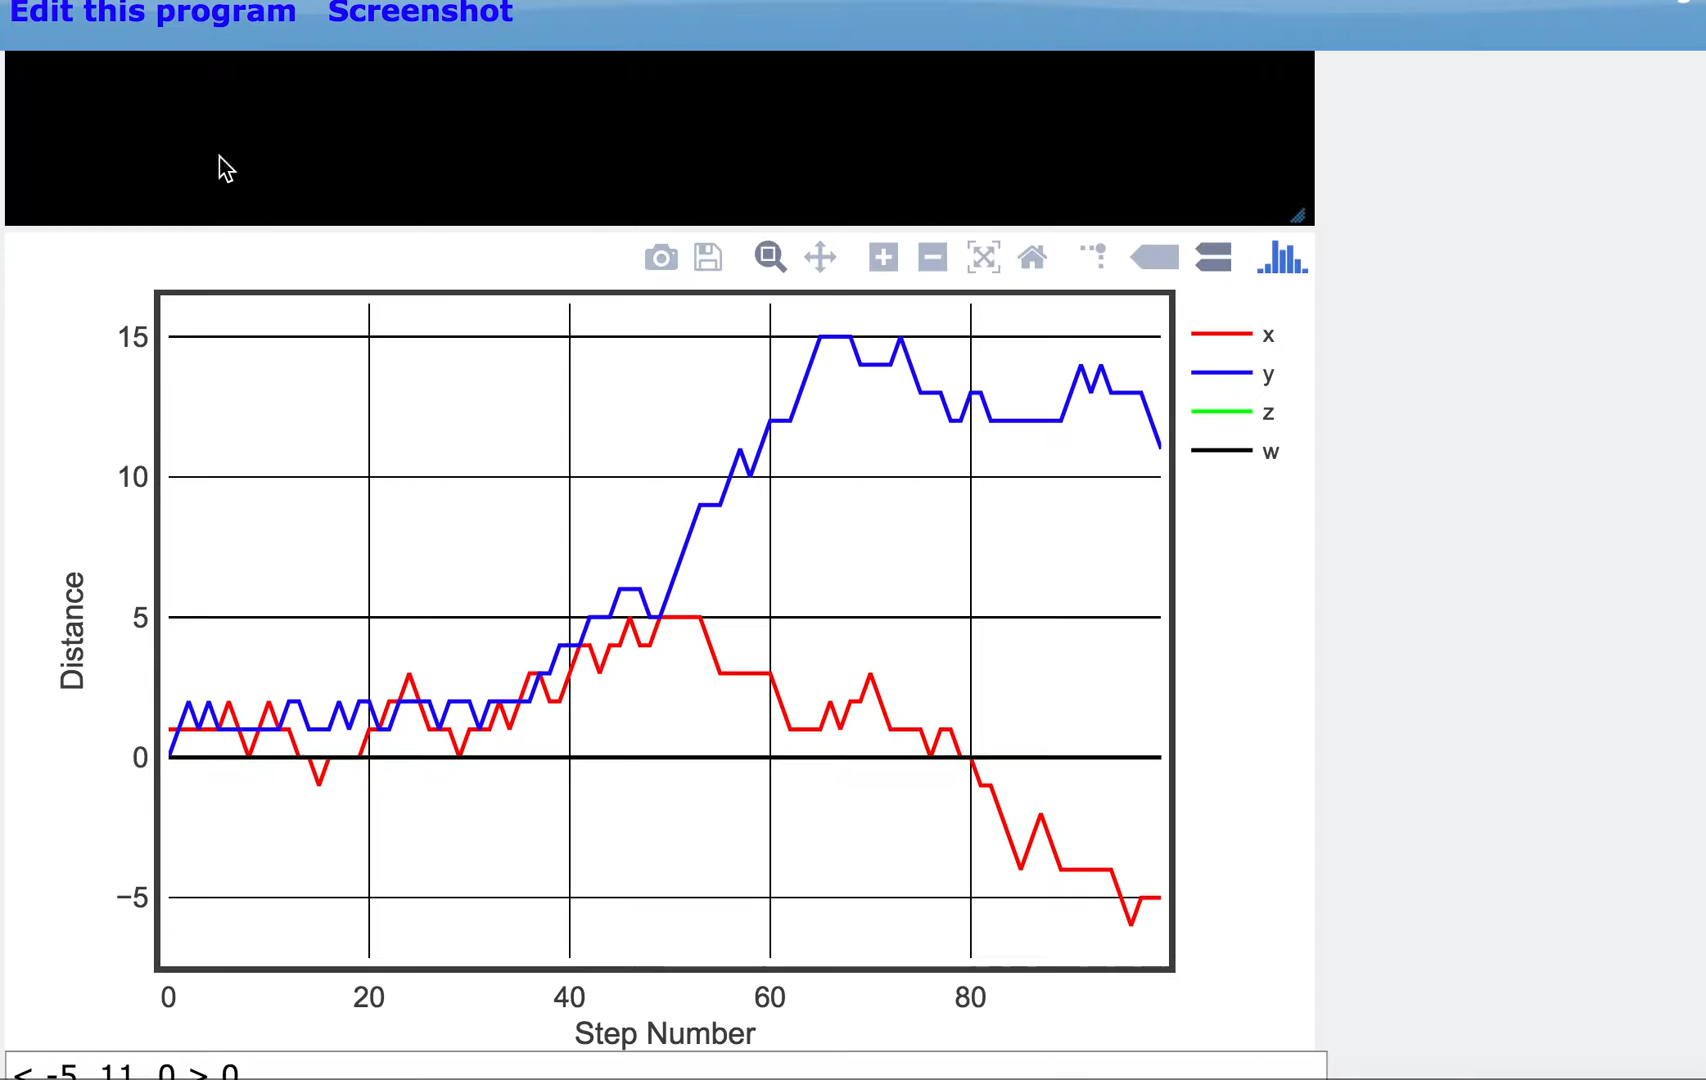 Edit this program Screenshot
15
10
5
0
−5
Distance
x
y
z
w
0 20 40 60 80
Step Number
< -5, 11, 0 > 0